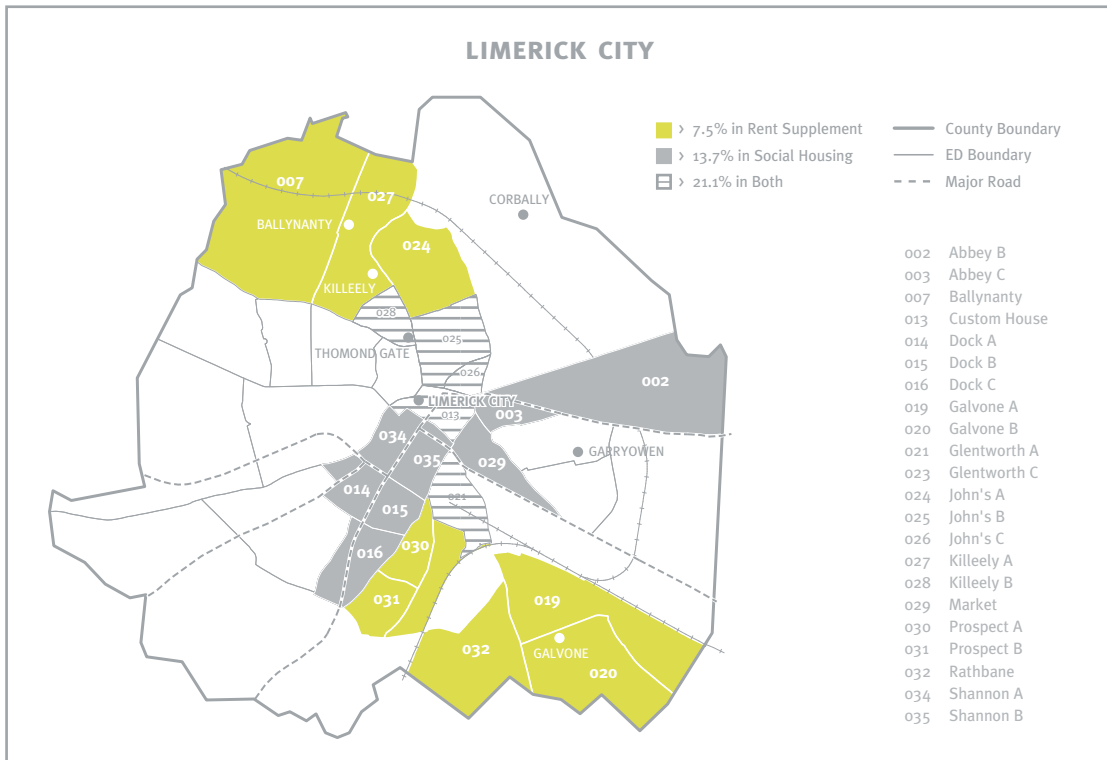 LIMERICK CITY
› 7.5% in Rent Supplement
› 13.7% in Social Housing
› 21.1% in Both
County Boundary
ED Boundary
Major Road
007
027
CORBALLY
BALLYNANTY
024
KILLEELY
028
025
THOMOND GATE
026
002
LIMERICK CITY
013
003
034
035
029
GARRYOWEN
014
021
015
030
016
031
019
032
GALVONE
020
002 Abbey B
003 Abbey C
007 Ballynanty
013 Custom House
014 Dock A
015 Dock B
016 Dock C
019 Galvone A
020 Galvone B
021 Glentworth A
023 Glentworth C
024 John's A
025 John's B
026 John's C
027 Killeely A
028 Killeely B
029 Market
030 Prospect A
031 Prospect B
032 Rathbane
034 Shannon A
035 Shannon B